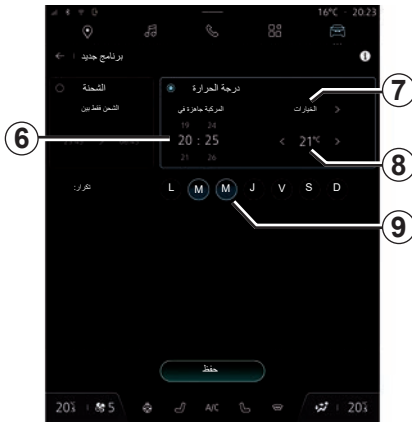 16°C 20:23
برنامج جديد
درجة الحرارة
الشحنة
7
الخيارات
المركبة جاهزة في
الشحن فقط بين
19 24
6
20 : 25
21 26
< 21°C >
8
تكرار:
L M M J V S D
9
حفظ
20
5
A/C
20